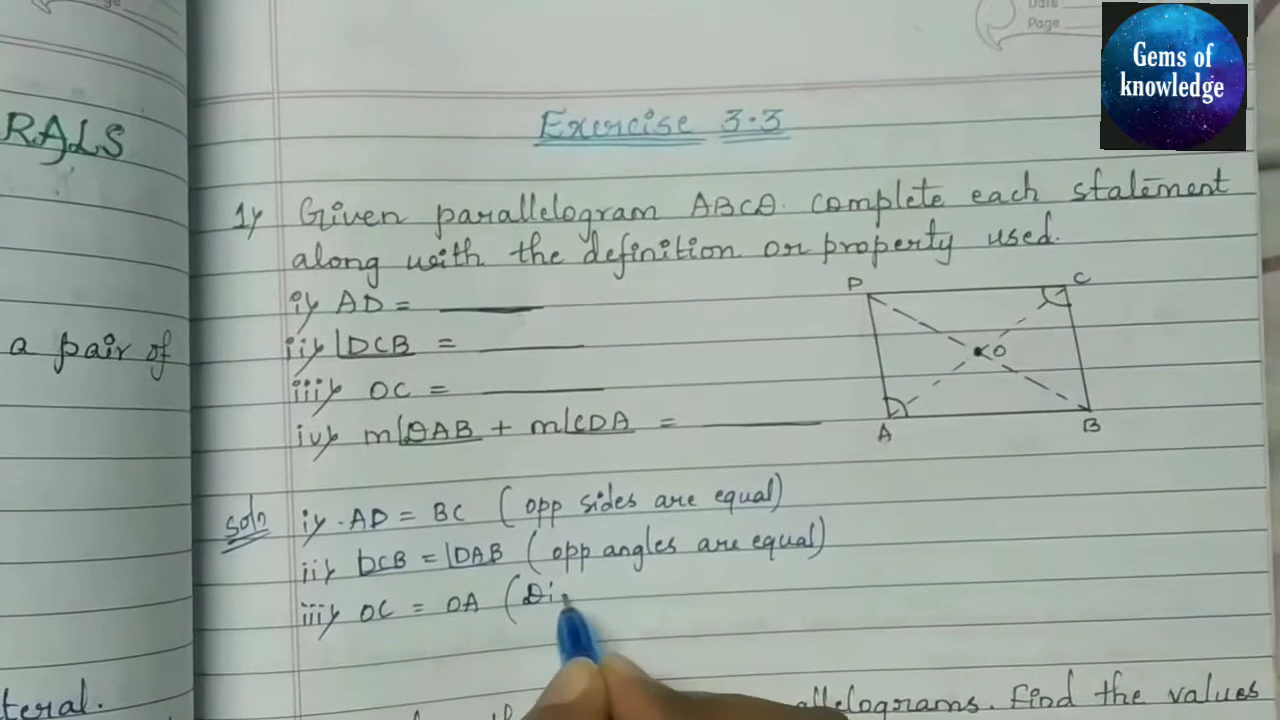 Date
Page
Gems of
knowledge
RALS
a pair of
teral.
Exercise 3.3
1) Given parallelogram ABCD. Complete each statement
along with the definition or property used.
i) AD = ____
ii) ∠DCB = ____
iii) OC = ____
iv) m∠DAB + m∠CDA = ____
D C
O
A B
Soln i) . AD = BC (opp sides are equal)
ii) DCB = ∠DAB (opp angles are equal)
iii) OC = OA (Di
allelograms. Find the values